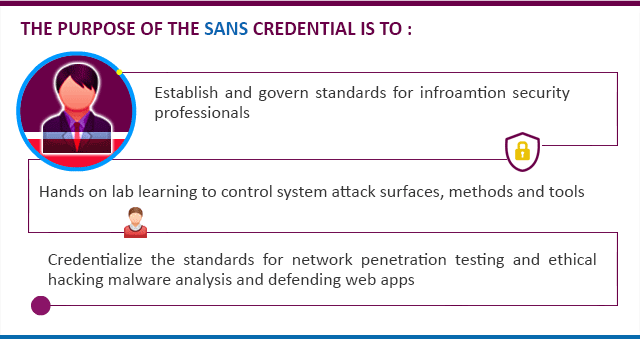 THE PURPOSE OF THE SANS CREDENTIAL IS TO :
Establish and govern standards for infroamtion security
professionals
Hands on lab learning to control system attack surfaces, methods and tools
Credentialize the standards for network penetration testing and ethical
hacking malware analysis and defending web apps